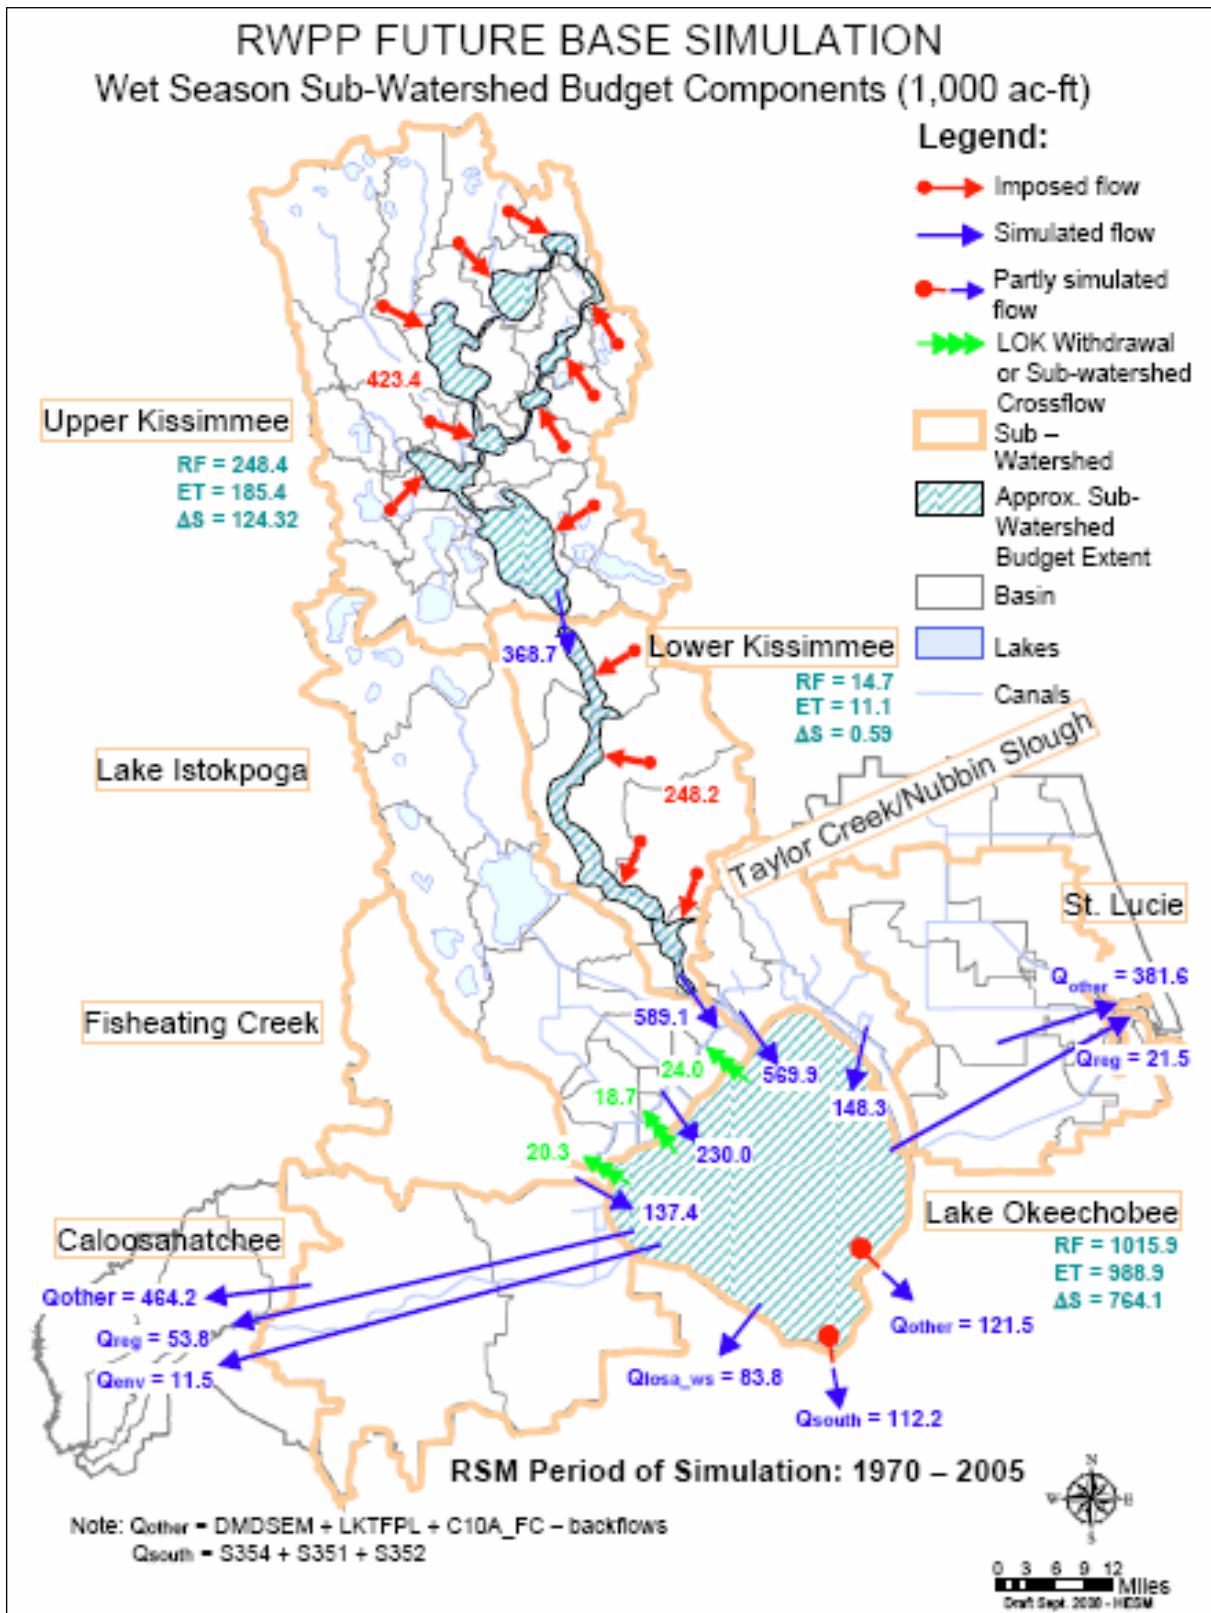 RWPP FUTURE BASE SIMULATION
Wet Season Sub-Watershed Budget Components (1,000 ac-ft)
Legend:
Imposed flow
Simulated flow
Partly simulated
flow
LOK Withdrawal
or Sub-watershed
Crossflow
Sub –
Watershed
Approx. Sub-
Watershed
Budget Extent
Basin
Lakes
Canals
423.4
Upper Kissimmee
RF = 248.4
ET = 185.4
ΔS = 124.32
368.7
Lower Kissimmee
RF = 14.7
ET = 11.1
ΔS = 0.59
Lake Istokpoga
248.2
Taylor Creek/Nubbin Slough
St. Lucie
Qother = 381.6
Qreg = 21.5
Fisheating Creek
589.1
24.0
569.9
148.3
18.7
230.0
20.3
137.4
Lake Okeechobee
RF = 1015.9
ET = 988.9
ΔS = 764.1
Caloosahatchee
Qother = 464.2
Qreg = 53.8
Qenv = 11.5
Qother = 121.5
Qlosa_ws = 83.8
Qsouth = 112.2
RSM Period of Simulation: 1970 – 2005
N
W E
S
Note: Qother = DMDSEM + LKTFPL + C10A_FC – backflows
Qsouth = S354 + S351 + S352
0 3 6 9 12
Miles
Draft Sept. 2008 - HESM